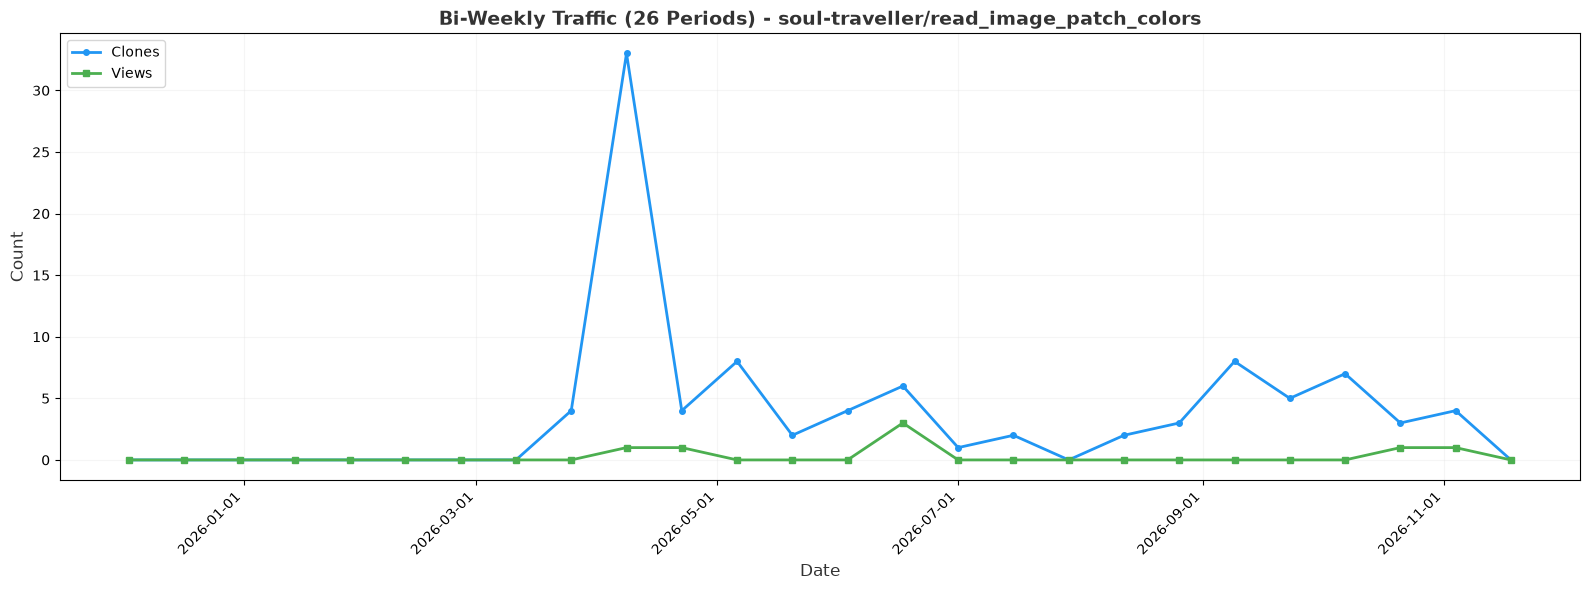 Bi-Weekly Traffic (26 Periods) - soul-traveller/read_image_patch_colors
Clones
Views
Count
30
25
20
15
10
5
0
2026-01-01
2026-03-01
2026-05-01
2026-07-01
2026-09-01
2026-11-01
Date